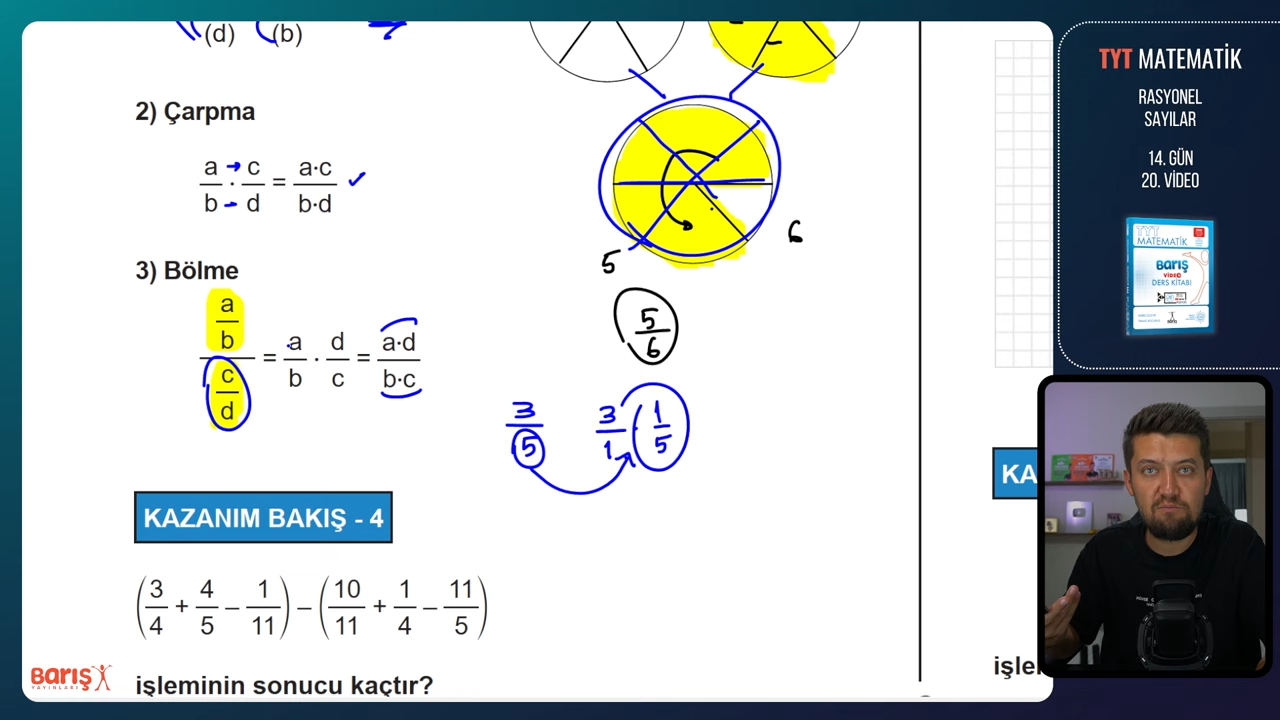 (d) (b)
2) Çarpma
a/b · c/d = a·c/b·d ✓
3) Bölme
a/b / c/d = a/b · d/c = a·d/b·c
5 6
5/6
3/5 3/1 · 1/5
KAZANIM BAKIŞ - 4
(3/4 + 4/5 – 1/11) – (10/11 + 1/4 – 11/5)
işleminin sonucu kaçtır?
BARIŞ
YAYINLARI
KA
işle
TYT MATEMATİK
RASYONEL
SAYILAR
14. GÜN
20. VİDEO
TYT
MATEMATİK
BARIŞ
VİDEO
DERS KİTABI